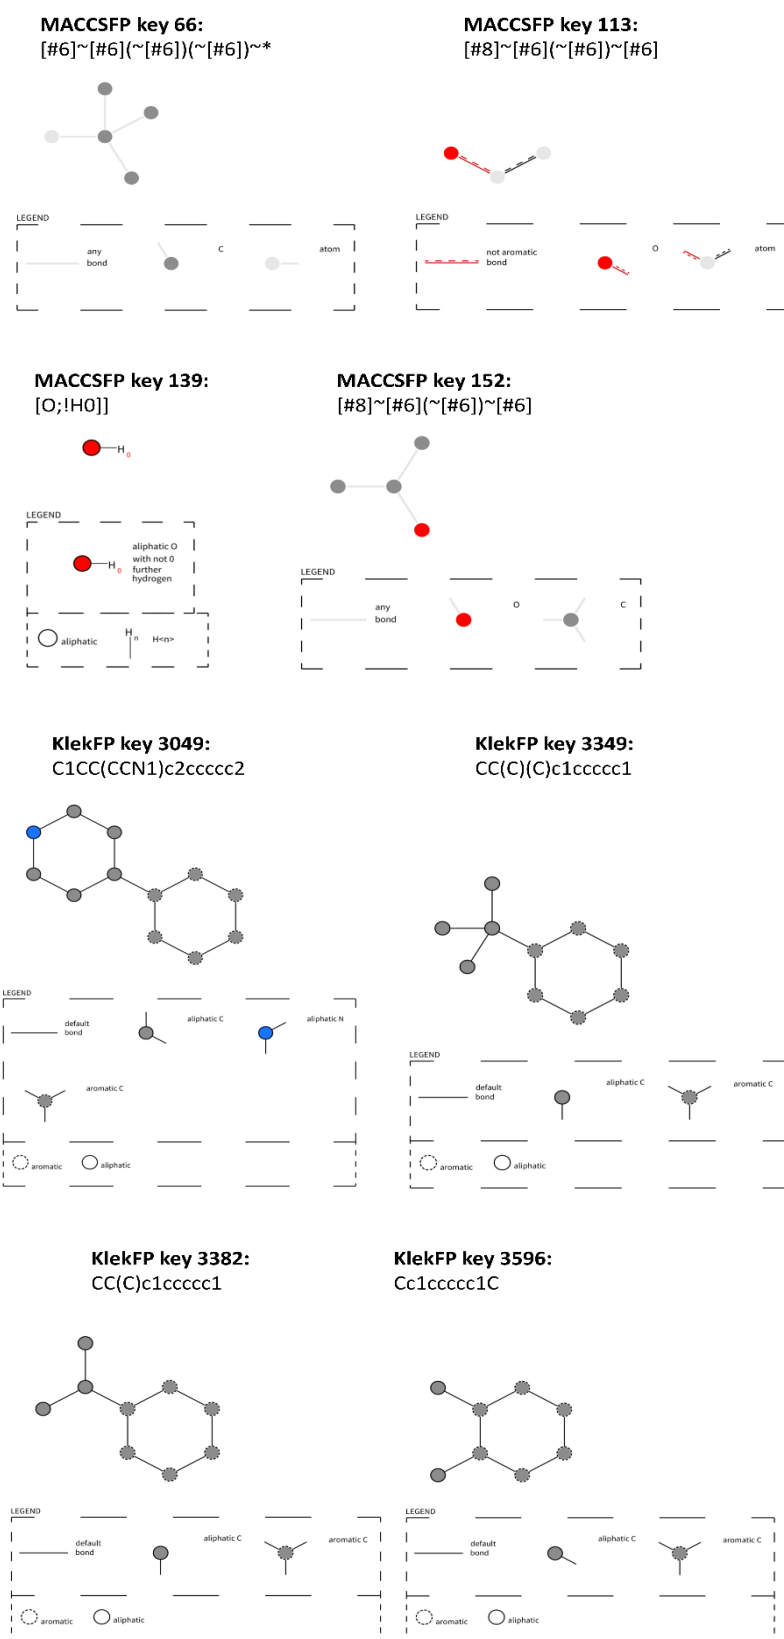 MACCSFP key 66:
[#6]~[#6](~[#6])(~[#6])~*
MACCSFP key 113:
[#8]~[#6](~[#6])~[#6]
LEGEND
any
bond
C
atom
LEGEND
not aromatic
bond
O
atom
MACCSFP key 139:
[O;!H0]]
H0
LEGEND
H0
aliphatic O
with not 0
further
hydrogen
aliphatic
Hn
H<n>
MACCSFP key 152:
[#8]~[#6](~[#6])~[#6]
LEGEND
any
bond
O
C
KlekFP key 3049:
C1CC(CCN1)c2ccccc2
LEGEND
default
bond
aliphatic C
aliphatic N
aromatic C
aromatic
aliphatic
KlekFP key 3349:
CC(C)(C)c1ccccc1
LEGEND
default
bond
aliphatic C
aromatic C
aromatic
aliphatic
KlekFP key 3382:
CC(C)c1ccccc1
LEGEND
default
bond
aliphatic C
aromatic C
aromatic
aliphatic
KlekFP key 3596:
Cc1ccccc1C
LEGEND
default
bond
aliphatic C
aromatic C
aromatic
aliphatic